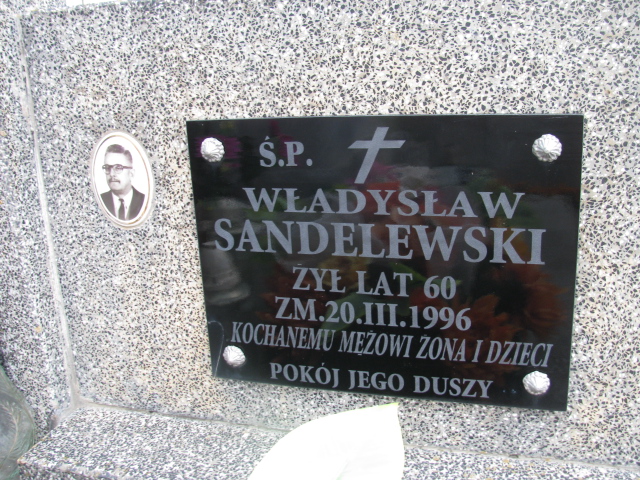 Ś.P.
WŁADYSŁAW
SANDELEWSKI
ŻYŁ LAT 60
ZM.20.III.1996
KOCHANEMU MĘŻOWI ŻONA I DZIECI
POKÓJ JEGO DUSZY